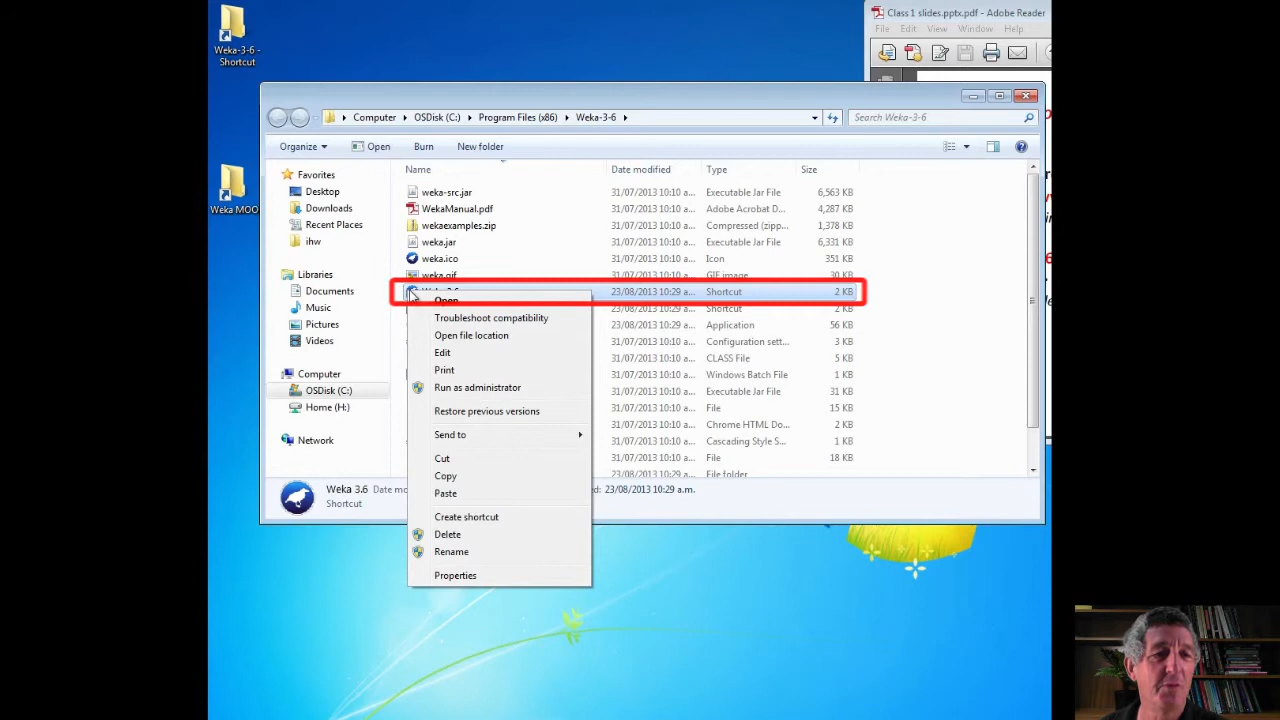 Weka-3-6 -
Shortcut
Class 1 slides.pptx.pdf - Adobe Reader
File Edit View Window Help
Computer OSDisk (C:) Program Files (x86) Weka-3-6
Search Weka-3-6
Organize Open Burn New folder
Name Date modified Type Size
Weka MOO
Favorites
Desktop
Downloads
Recent Places
ihw
Libraries
Documents
Music
Pictures
Videos
Computer
OSDisk (C:)
Home (H:)
Network
weka-src.jar 31/07/2013 10:10 a... Executable Jar File 6,563 KB
WekaManual.pdf 31/07/2013 10:10 a... Adobe Acrobat D... 4,287 KB
wekaexamples.zip 31/07/2013 10:10 a... Compressed (zipp... 1,378 KB
weka.jar 31/07/2013 10:10 a... Executable Jar File 6,331 KB
weka.ico 31/07/2013 10:10 a... Icon 351 KB
weka.gif 31/07/2013 10:10 a... GIF image 30 KB
23/08/2013 10:29 a... Shortcut 2 KB
23/08/2013 10:29 a... Shortcut 2 KB
31/07/2013 10:10 a... Application 56 KB
31/07/2013 10:10 a... Configuration sett... 3 KB
31/07/2013 10:10 a... CLASS File 5 KB
31/07/2013 10:10 a... Windows Batch File 1 KB
31/07/2013 10:10 a... Executable Jar File 31 KB
31/07/2013 10:10 a... File 15 KB
31/07/2013 10:10 a... Chrome HTML Do... 2 KB
31/07/2013 10:10 a... Cascading Style S... 1 KB
31/07/2013 10:10 a... File 18 KB
23/08/2013 10:29 a... File folder
Open
Troubleshoot compatibility
Open file location
Edit
Print
Run as administrator
Restore previous versions
Send to
Cut
Copy
Paste
Create shortcut
Delete
Rename
Properties
Weka 3.6 Date mo
Shortcut
ed: 23/08/2013 10:29 a.m.